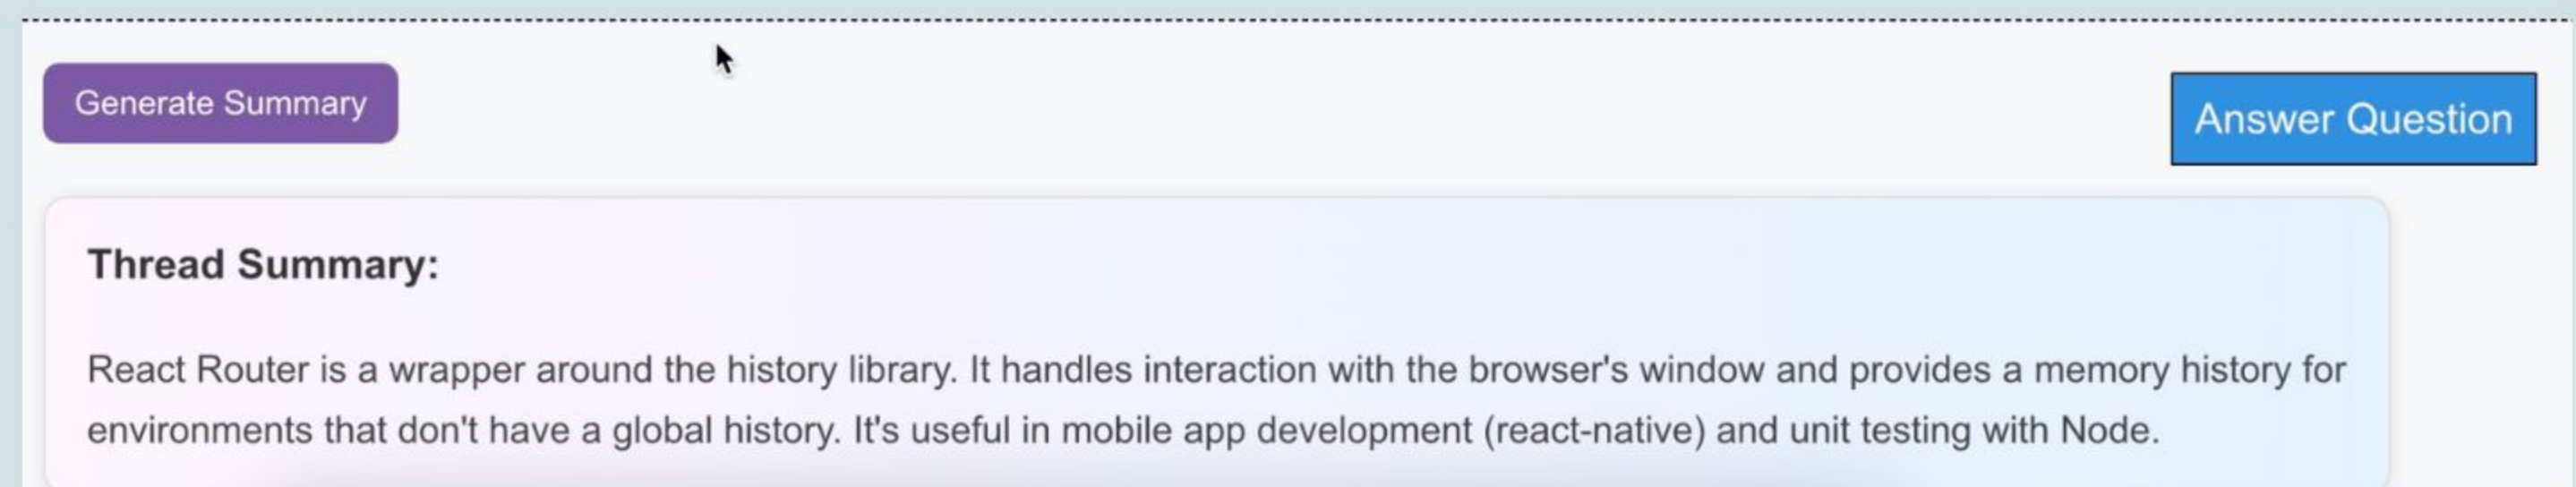 Generate Summary
Answer Question
Thread Summary:
React Router is a wrapper around the history library. It handles interaction with the browser's window and provides a memory history for
environments that don't have a global history. It's useful in mobile app development (react-native) and unit testing with Node.